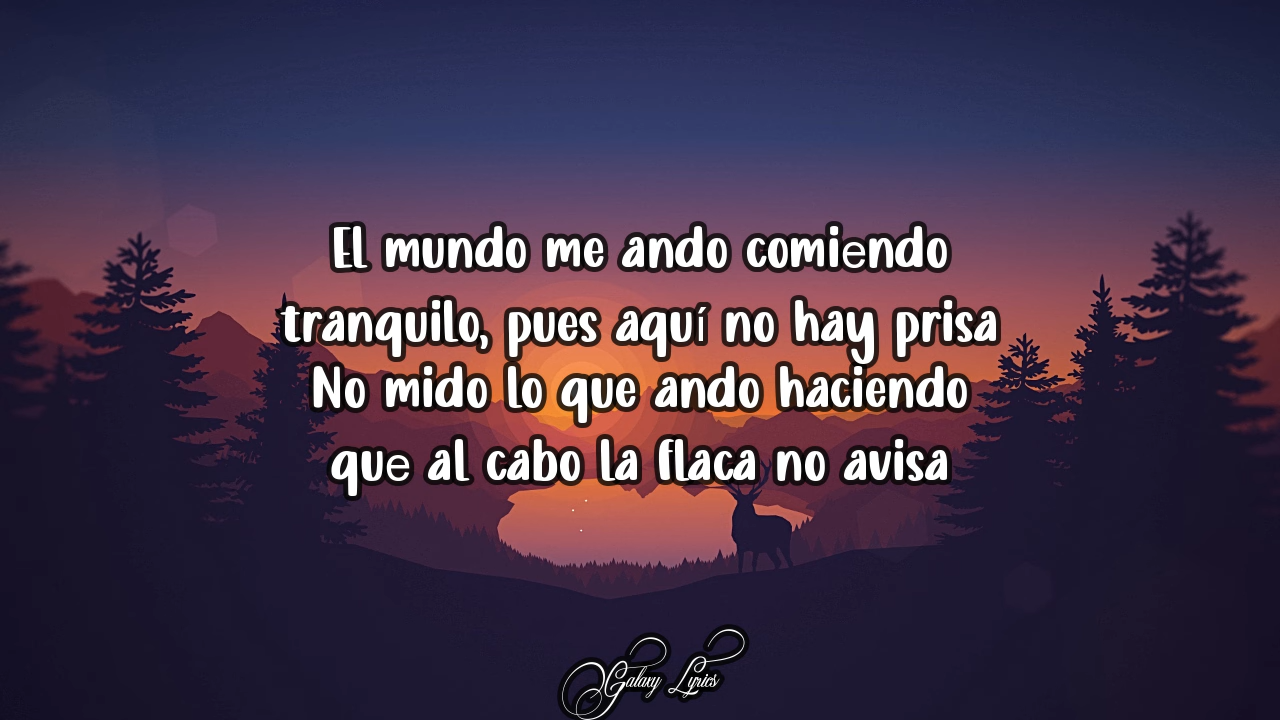 El mundo me ando comiendo
tranquilo, pues aquí no hay prisa
No mido lo que ando haciendo
que al cabo la flaca no avisa
Galaxy Lyrics